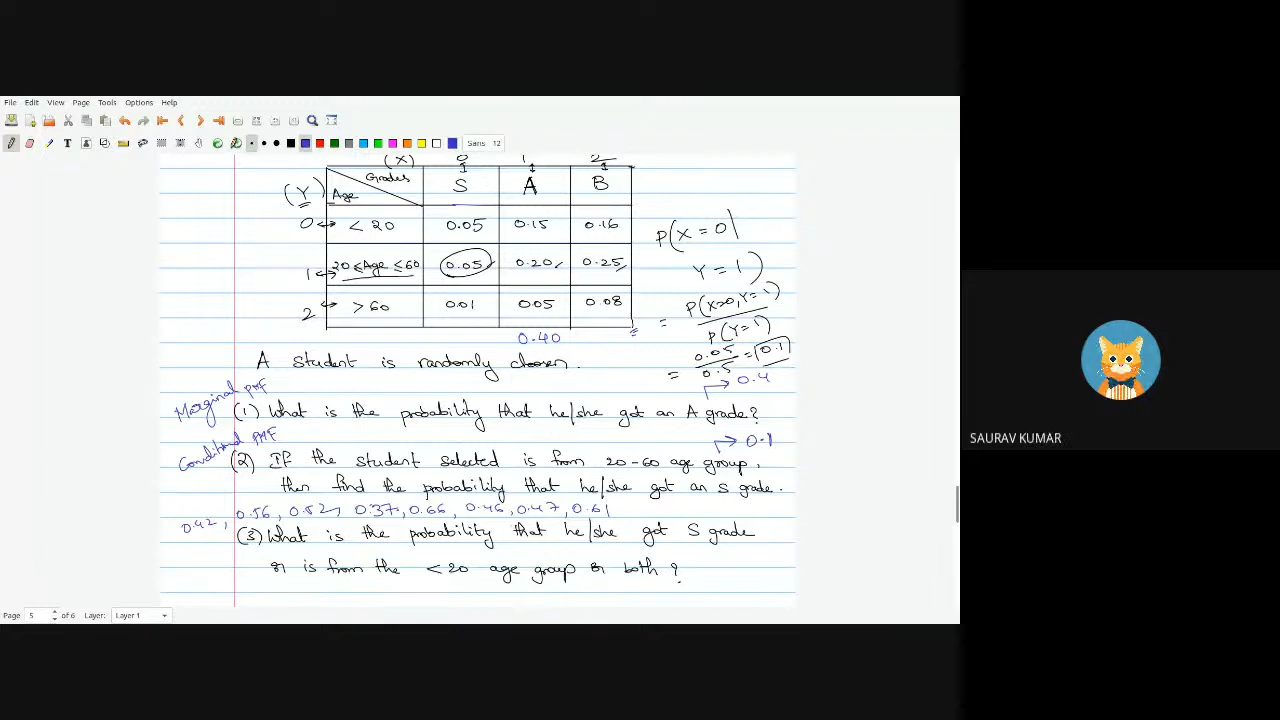 File Edit View Page Tools Options Help
Sans 12
(X) 0 1 2
(Y) Grades Age S A B
0 ↔ < 20 0.05 0.15 0.16
1 ↔ 20 ≤ Age ≤ 60 0.05 0.20 0.25
2 ↔ > 60 0.01 0.05 0.08
P(X = 0|
Y = 1)
= P(X=0, Y=1)
P(Y=1)
= 0.05 / 0.5 = 0.1
0.40
A student is randomly chosen.
→ 0.4
Marginal PMF
(1) What is the probability that he/she got an A grade?
→ 0.1
Conditional PMF
(2) If the student selected is from 20-60 age group,
then find the probability that he/she got an S grade.
0.42, 0.56, 0.52, 0.37, 0.66, 0.46, 0.47, 0.61
(3) What is the probability that he/she got S grade
or is from the < 20 age group or both ?
Page 5 of 6 Layer: Layer 1
SAURAV KUMAR